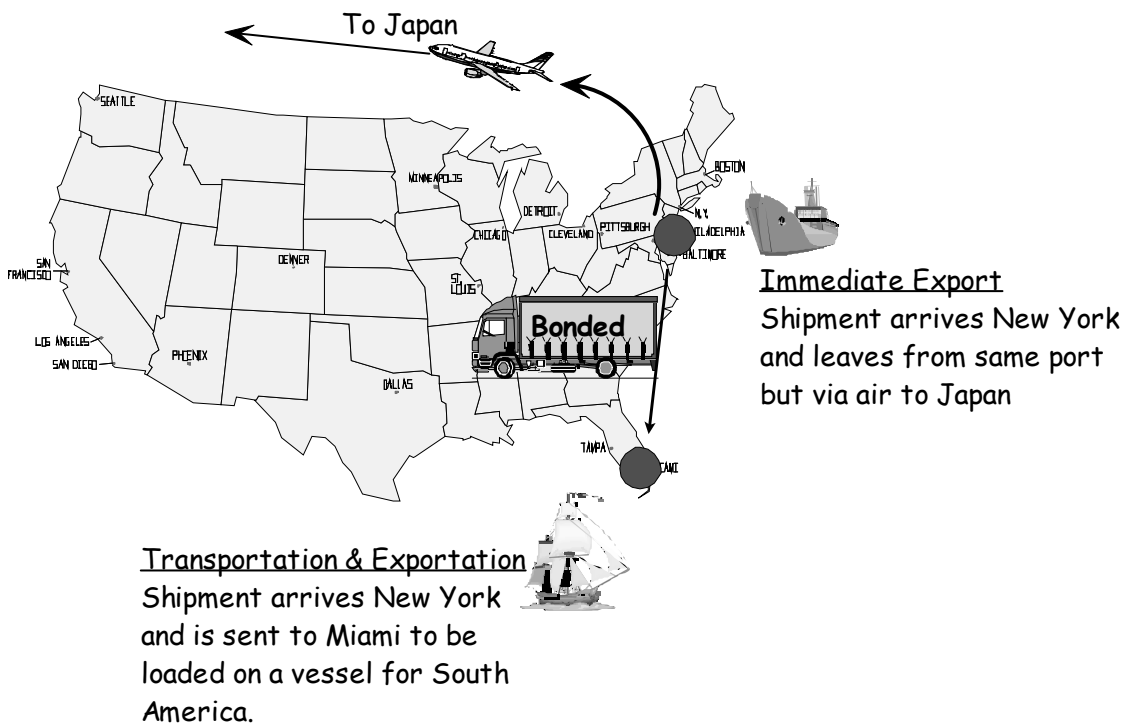 To Japan
SEATTLE
BOSTON
MINNEAPOLIS
DETROIT
N.Y.
PITTSBURGH
CHICAGO
CLEVELAND
ILADELPHIA
BALTIMORE
DENVER
SAN
FRANCISCO
ST.
LOUIS
Bonded
LOS ANGELES
SAN DIEGO
PHOENIX
DALLAS
TAMPA
IAMI
Immediate Export
Shipment arrives New York
and leaves from same port
but via air to Japan
Transportation & Exportation
Shipment arrives New York
and is sent to Miami to be
loaded on a vessel for South
America.